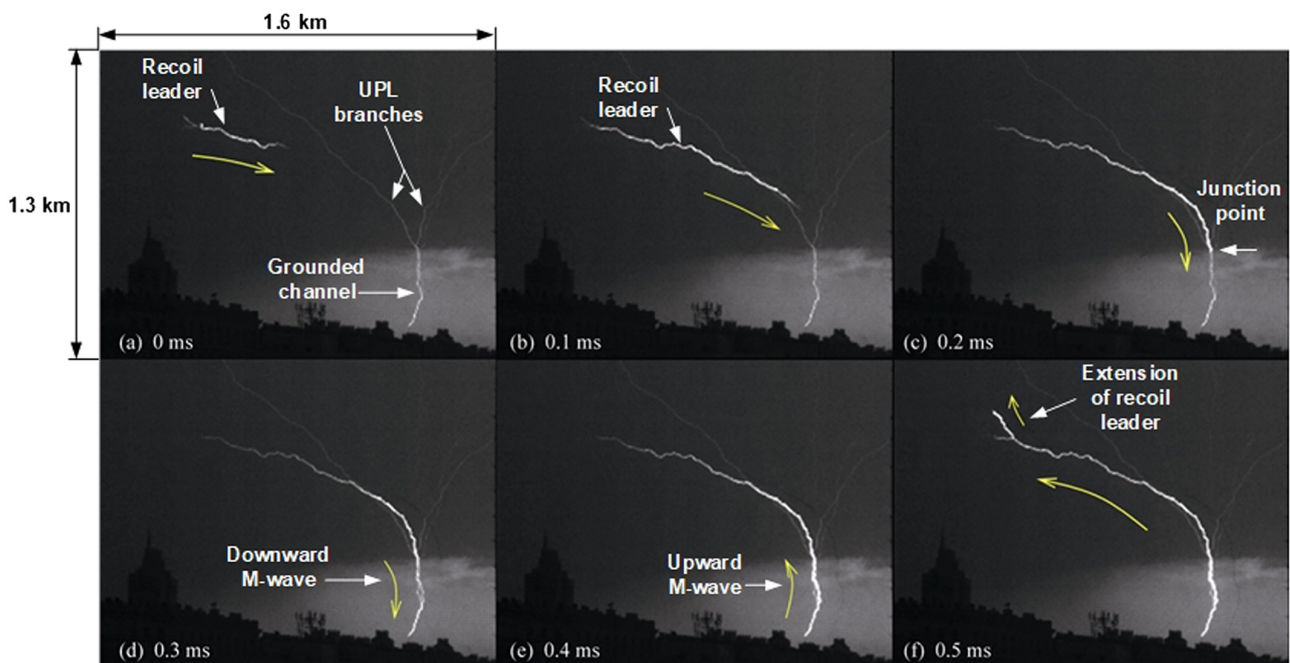 1.6 km
1.3 km
Recoil
leader
UPL
branches
Grounded
channel
(a) 0 ms
Recoil
leader
(b) 0.1 ms
Junction
point
(c) 0.2 ms
Downward
M-wave
(d) 0.3 ms
Upward
M-wave
(e) 0.4 ms
Extension
of recoil
leader
(f) 0.5 ms